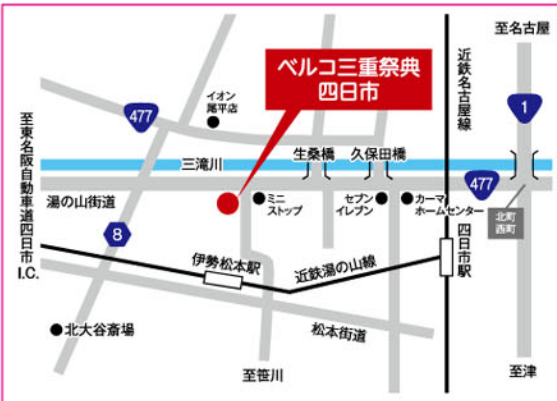 至名古屋
ベルコ三重祭典
四日市
近鉄名古屋線
1
イオン
尾平店
477
至東名阪自動車道四日市I.C.
三滝川
生桑橋
久保田橋
湯の山街道
ミニ
ストップ
セブン
イレブン
カーマ
ホームセンター
477
北町
西町
8
伊勢松本駅
近鉄湯の山線
四日市駅
北大谷斎場
松本街道
至笹川
至津